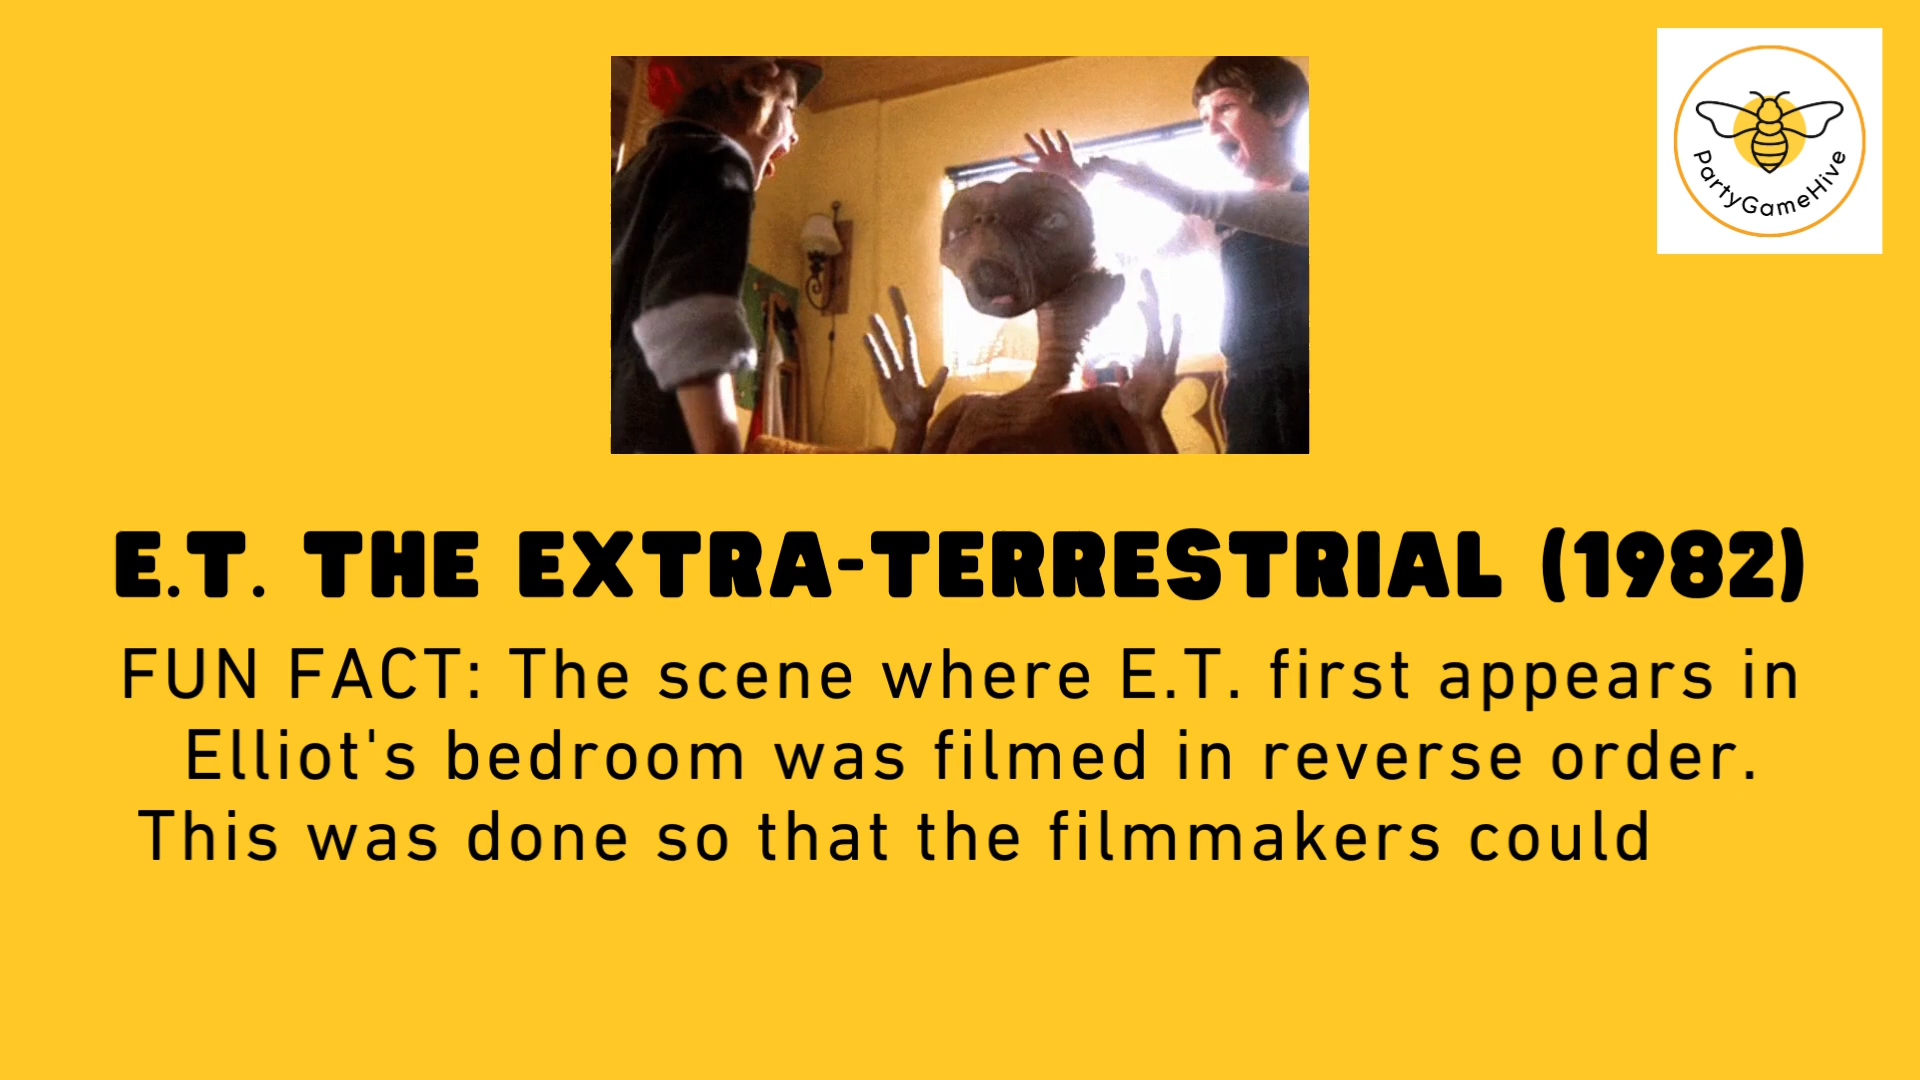 PartyGameHive
E.T. THE EXTRA-TERRESTRIAL (1982)
FUN FACT: The scene where E.T. first appears in
Elliot's bedroom was filmed in reverse order.
This was done so that the filmmakers could